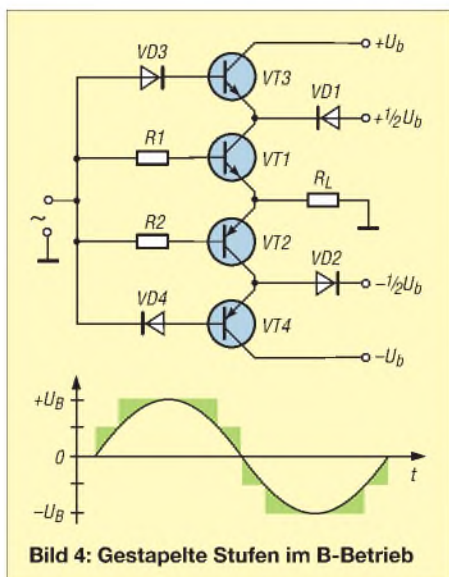 VD3
VT3
+Ub
VD1
+1/2Ub
R1
VT1
RL
~
R2
VT2
VD2
−1/2Ub
VD4
VT4
−Ub
+UB
0
t
−UB
Bild 4: Gestapelte Stufen im B-Betrieb